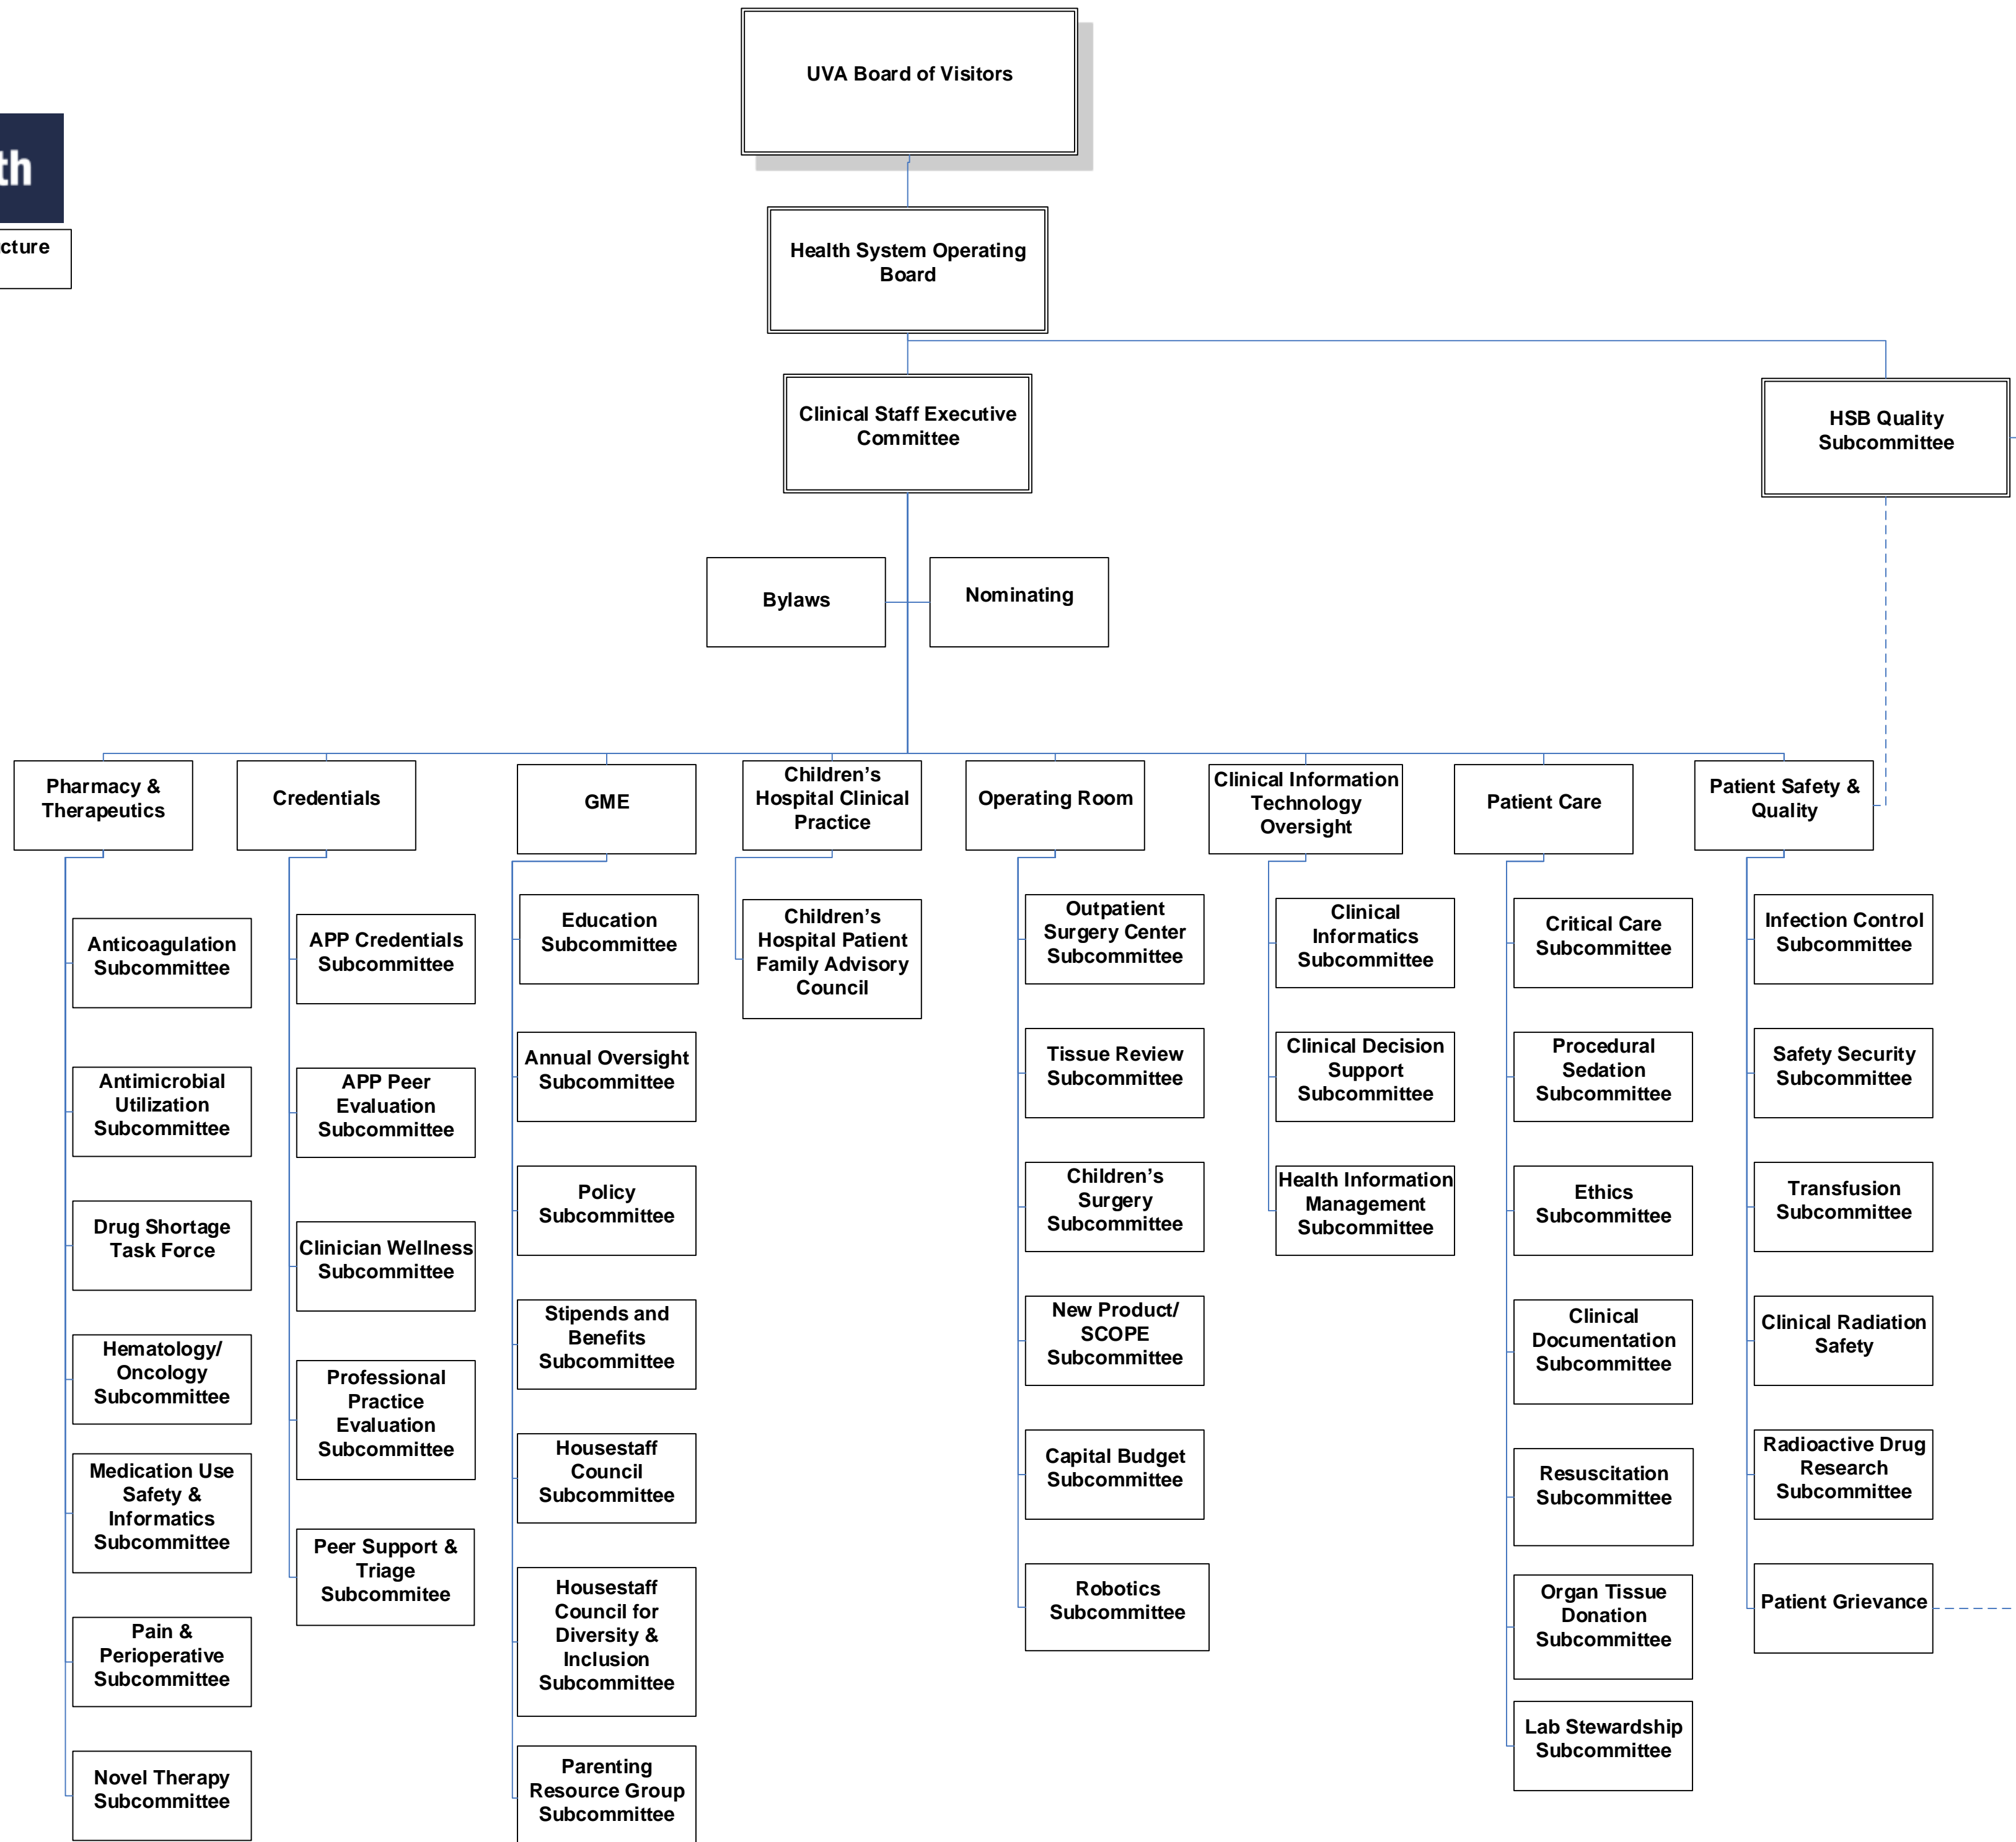 UVA Board of Visitors
th
cture
Health System Operating
Board
Clinical Staff Executive
Committee
HSB Quality
Subcommittee
Bylaws
Nominating
Pharmacy &
Therapeutics
Credentials
GME
Children's
Hospital Clinical
Practice
Operating Room
Clinical Information
Technology
Oversight
Patient Care
Patient Safety &
Quality
Anticoagulation
Subcommittee
Antimicrobial
Utilization
Subcommittee
Drug Shortage
Task Force
Hematology/
Oncology
Subcommittee
Medication Use
Safety &
Informatics
Subcommittee
Pain &
Perioperative
Subcommittee
Novel Therapy
Subcommittee
APP Credentials
Subcommittee
APP Peer
Evaluation
Subcommittee
Clinician Wellness
Subcommittee
Professional
Practice
Evaluation
Subcommittee
Peer Support &
Triage
Subcommitee
Education
Subcommittee
Annual Oversight
Subcommittee
Policy
Subcommittee
Stipends and
Benefits
Subcommittee
Housestaff
Council
Subcommittee
Housestaff
Council for
Diversity &
Inclusion
Subcommittee
Parenting
Resource Group
Subcommittee
Children's
Hospital Patient
Family Advisory
Council
Outpatient
Surgery Center
Subcommittee
Tissue Review
Subcommittee
Children's
Surgery
Subcommittee
New Product/
SCOPE
Subcommittee
Capital Budget
Subcommittee
Robotics
Subcommittee
Clinical
Informatics
Subcommittee
Clinical Decision
Support
Subcommittee
Health Information
Management
Subcommittee
Critical Care
Subcommittee
Procedural
Sedation
Subcommittee
Ethics
Subcommittee
Clinical
Documentation
Subcommittee
Resuscitation
Subcommittee
Organ Tissue
Donation
Subcommittee
Lab Stewardship
Subcommittee
Infection Control
Subcommittee
Safety Security
Subcommittee
Transfusion
Subcommittee
Clinical Radiation
Safety
Radioactive Drug
Research
Subcommittee
Patient Grievance